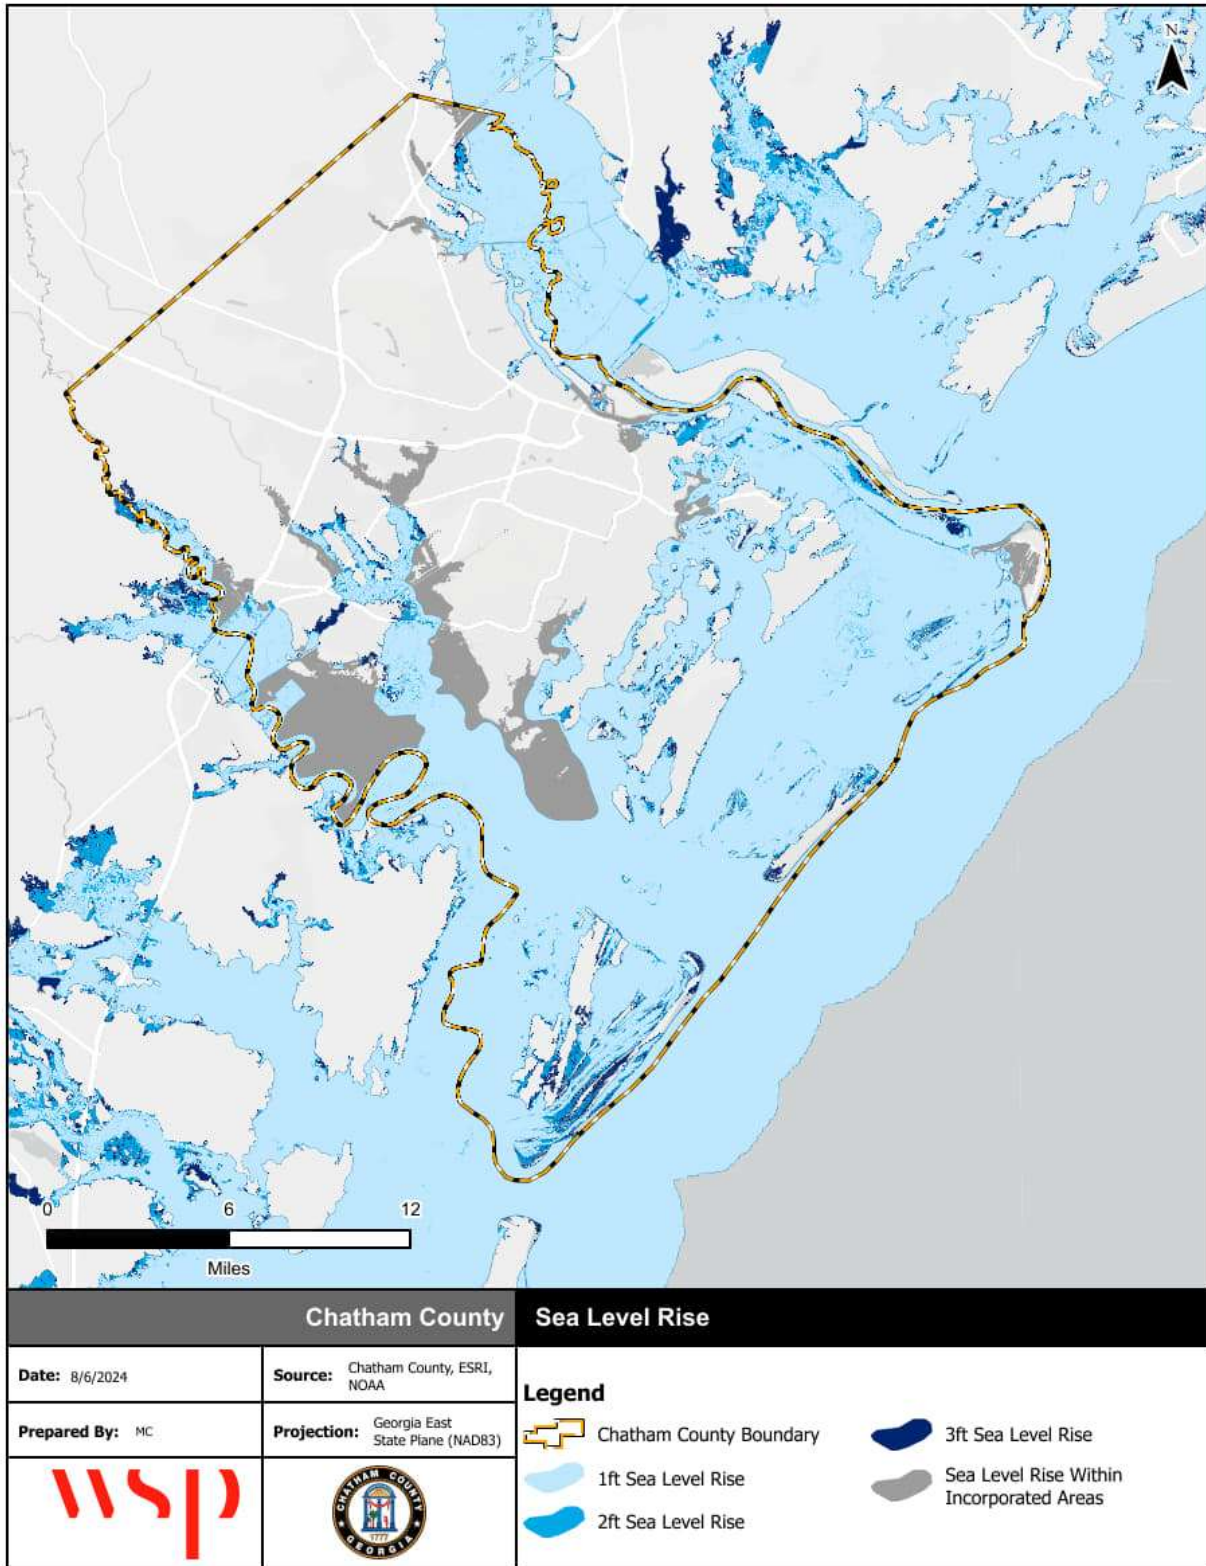 N
0 6 12
Miles
Chatham County
Sea Level Rise
Date: 8/6/2024
Source: Chatham County, ESRI,
NOAA
Prepared By: MC
Projection: Georgia East
State Plane (NAD83)
wsp
CHATHAM COUNTY
1777
GEORGIA
Legend
Chatham County Boundary
1ft Sea Level Rise
2ft Sea Level Rise
3ft Sea Level Rise
Sea Level Rise Within
Incorporated Areas